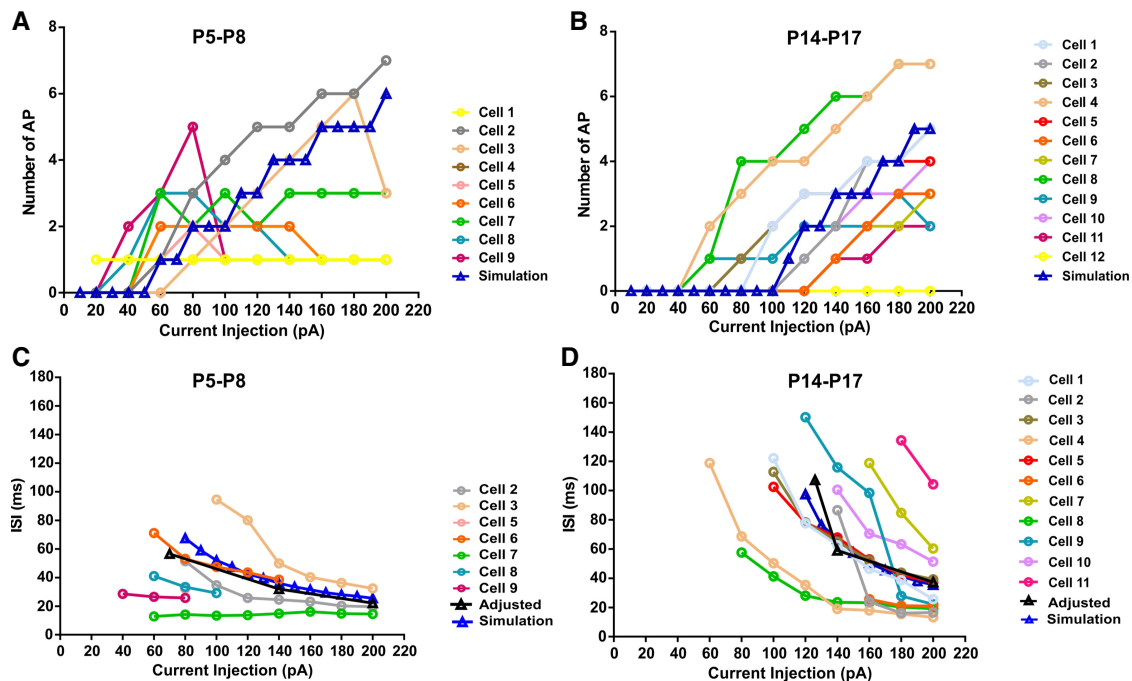 A
P5-P8
8
6
4
2
0
Number of AP
0 20 40 60 80 100 120 140 160 180 200 220
Current Injection (pA)
Cell 1
Cell 2
Cell 3
Cell 4
Cell 5
Cell 6
Cell 7
Cell 8
Cell 9
Simulation
B
P14-P17
8
6
4
2
0
Number of AP
0 20 40 60 80 100 120 140 160 180 200 220
Current Injection (pA)
Cell 1
Cell 2
Cell 3
Cell 4
Cell 5
Cell 6
Cell 7
Cell 8
Cell 9
Cell 10
Cell 11
Cell 12
Simulation
C
P5-P8
180
160
140
120
100
80
60
40
20
0
ISI (ms)
0 20 40 60 80 100 120 140 160 180 200 220
Current Injection (pA)
Cell 2
Cell 3
Cell 5
Cell 6
Cell 7
Cell 8
Cell 9
Adjusted
Simulation
D
P14-P17
180
160
140
120
100
80
60
40
20
0
ISI (ms)
0 20 40 60 80 100 120 140 160 180 200 220
Current Injection (pA)
Cell 1
Cell 2
Cell 3
Cell 4
Cell 5
Cell 6
Cell 7
Cell 8
Cell 9
Cell 10
Cell 11
Adjusted
Simulation